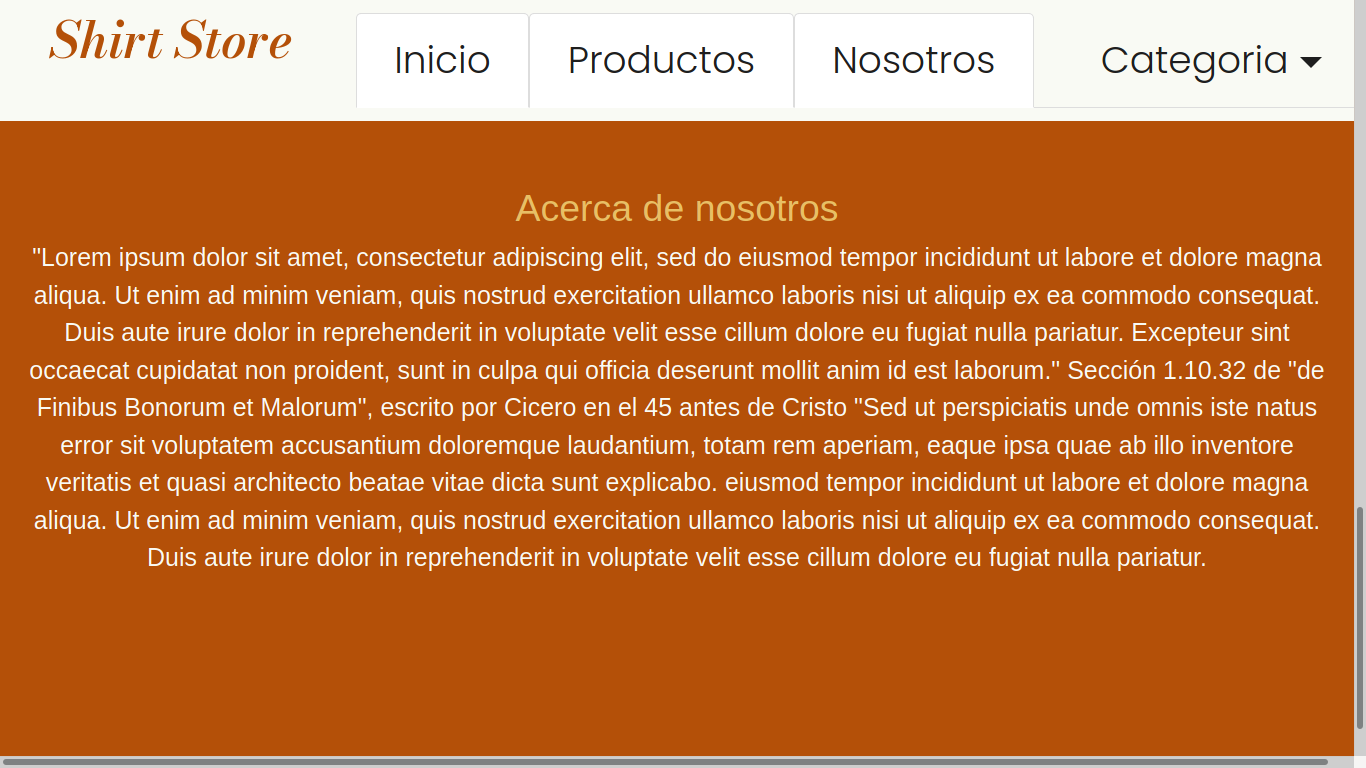 Shirt Store
Inicio
Productos
Nosotros
Categoria
Acerca de nosotros
"Lorem ipsum dolor sit amet, consectetur adipiscing elit, sed do eiusmod tempor incididunt ut labore et dolore magna
aliqua. Ut enim ad minim veniam, quis nostrud exercitation ullamco laboris nisi ut aliquip ex ea commodo consequat.
Duis aute irure dolor in reprehenderit in voluptate velit esse cillum dolore eu fugiat nulla pariatur. Excepteur sint
occaecat cupidatat non proident, sunt in culpa qui officia deserunt mollit anim id est laborum." Sección 1.10.32 de "de
Finibus Bonorum et Malorum", escrito por Cicero en el 45 antes de Cristo "Sed ut perspiciatis unde omnis iste natus
error sit voluptatem accusantium doloremque laudantium, totam rem aperiam, eaque ipsa quae ab illo inventore
veritatis et quasi architecto beatae vitae dicta sunt explicabo. eiusmod tempor incididunt ut labore et dolore magna
aliqua. Ut enim ad minim veniam, quis nostrud exercitation ullamco laboris nisi ut aliquip ex ea commodo consequat.
Duis aute irure dolor in reprehenderit in voluptate velit esse cillum dolore eu fugiat nulla pariatur.